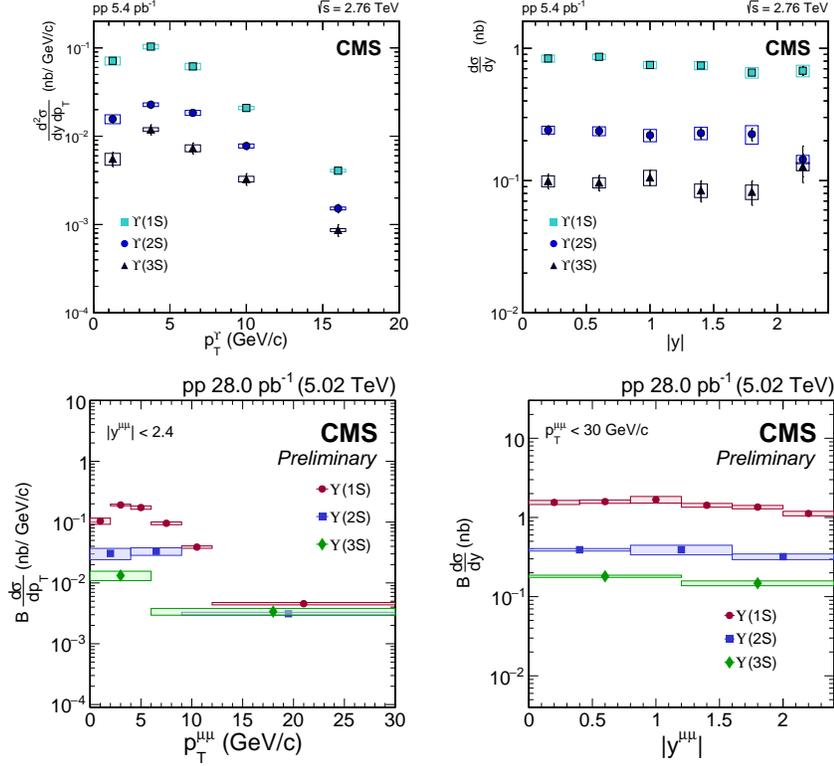 pp 5.4 pb⁻¹ √s = 2.76 TeV
CMS
d²σ/dy dp_T (nb/ GeV/c)
10⁻¹
10⁻²
10⁻³
10⁻⁴
ϒ(1S)
ϒ(2S)
ϒ(3S)
0 5 10 15 20
p_T^ϒ (GeV/c)
pp 5.4 pb⁻¹ √s = 2.76 TeV
CMS
dσ/dy (nb)
1
10⁻¹
10⁻²
ϒ(1S)
ϒ(2S)
ϒ(3S)
0 0.5 1 1.5 2
|y|
pp 28.0 pb⁻¹ (5.02 TeV)
|y^μμ| < 2.4
CMS
Preliminary
ϒ(1S)
ϒ(2S)
ϒ(3S)
B dσ/dp_T (nb/ GeV/c)
10
1
10⁻¹
10⁻²
10⁻³
10⁻⁴
0 5 10 15 20 25 30
p_T^μμ (GeV/c)
pp 28.0 pb⁻¹ (5.02 TeV)
p_T^μμ < 30 GeV/c
CMS
Preliminary
B dσ/dy (nb)
10
1
10⁻¹
10⁻²
ϒ(1S)
ϒ(2S)
ϒ(3S)
0 0.5 1 1.5 2
|y^μμ|